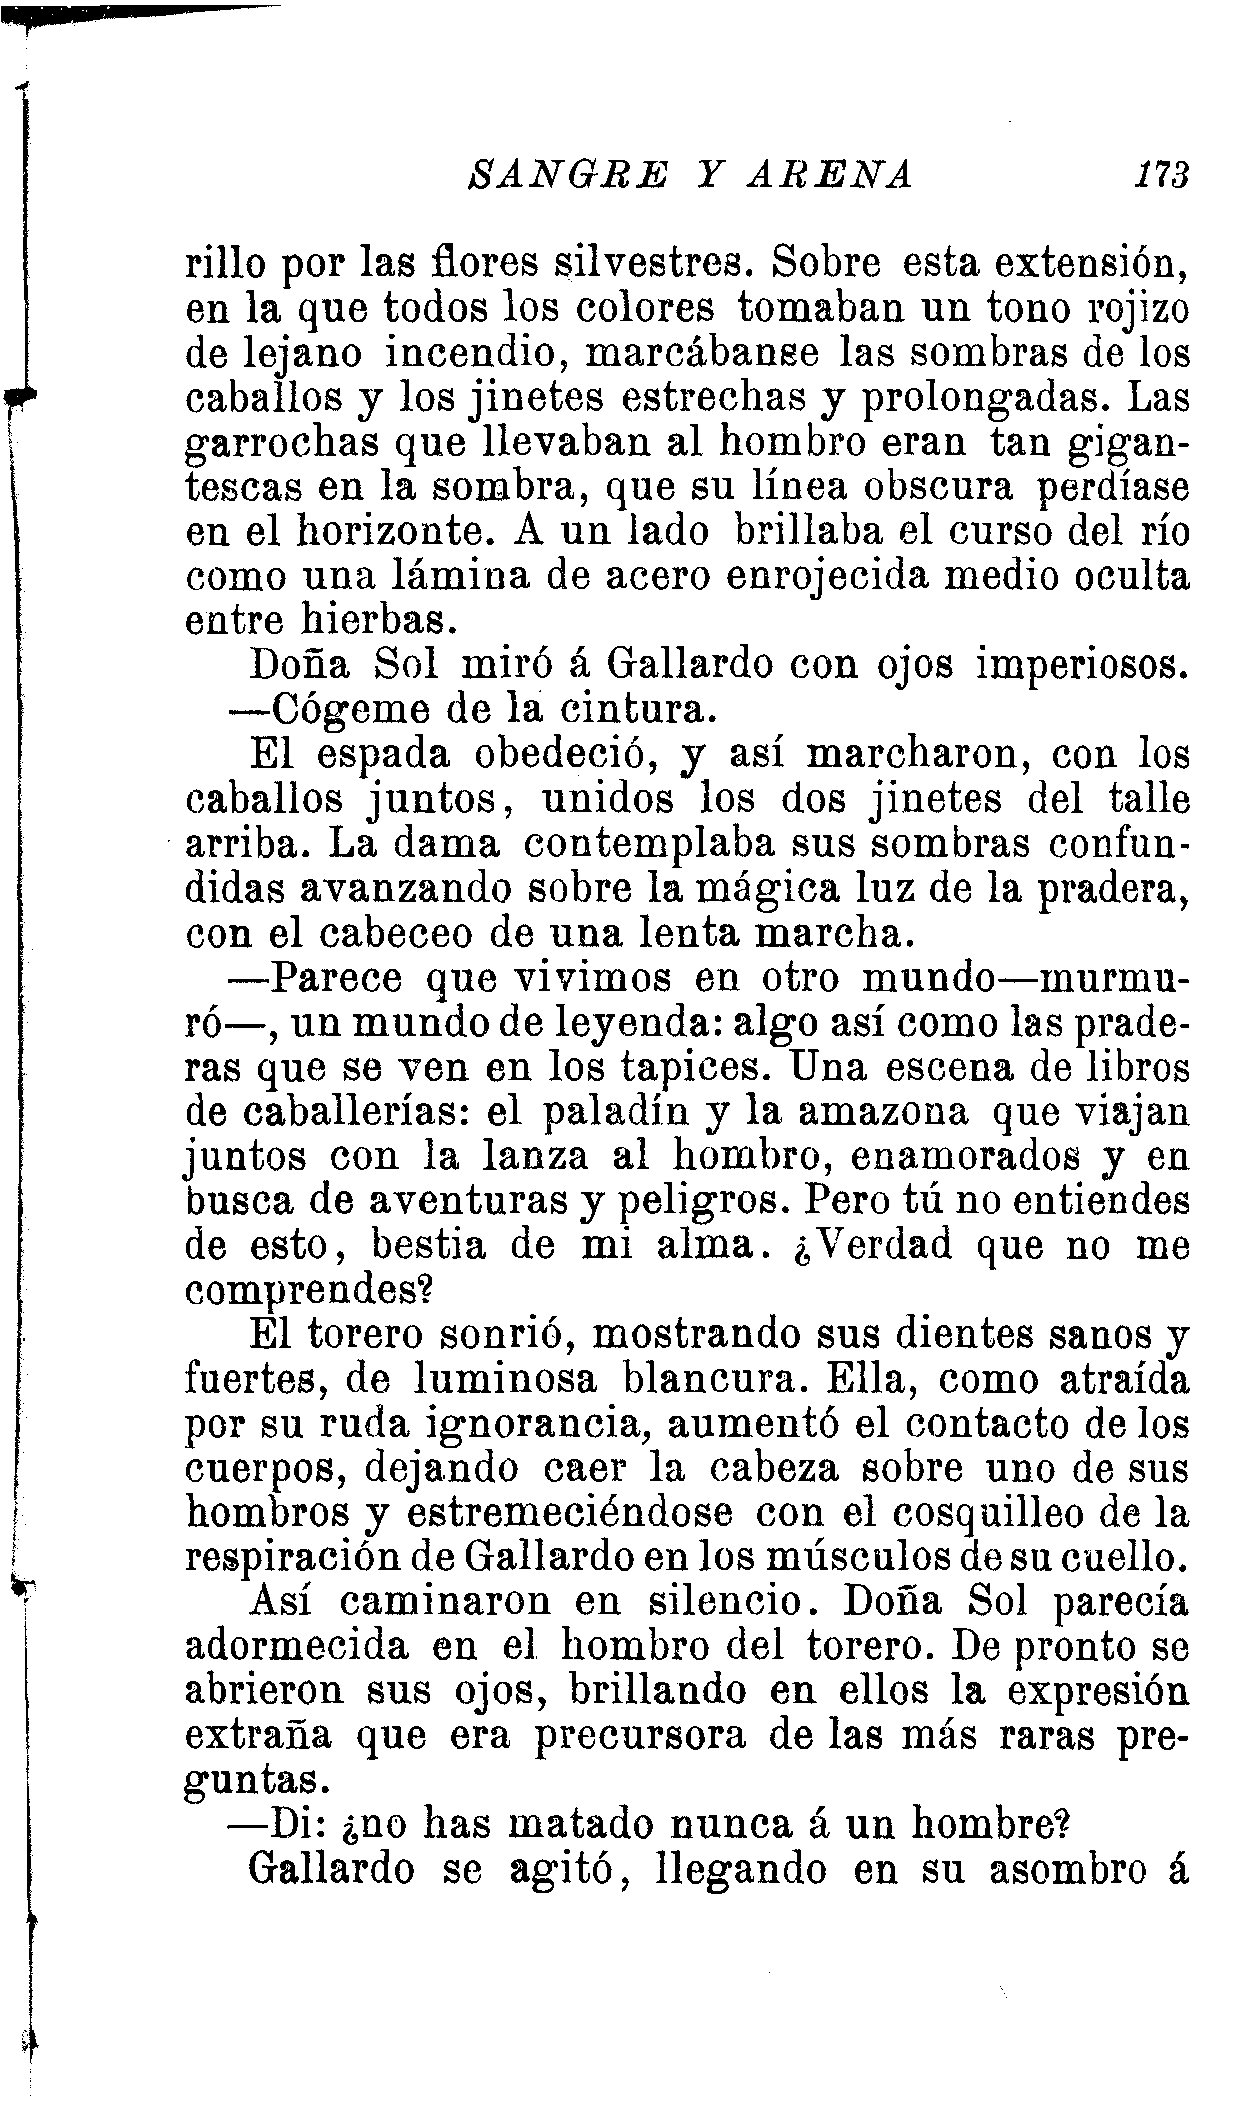 SANGRE Y ARENA 173
rillo por las flores silvestres. Sobre esta extensión,
en la que todos los colores tomaban un tono rojizo
de lejano incendio, marcábanse las sombras de los
caballos y los jinetes estrechas y prolongadas. Las
garrochas que llevaban al hombro eran tan gigan-
tescas en la sombra, que su línea obscura perdíase
en el horizonte. A un lado brillaba el curso del río
como una lámina de acero enrojecida medio oculta
entre hierbas.
Doña Sol miró á Gallardo con ojos imperiosos.
—Cógeme de la cintura.
El espada obedeció, y así marcharon, con los
caballos juntos, unidos los dos jinetes del talle
arriba. La dama contemplaba sus sombras confun-
didas avanzando sobre la mágica luz de la pradera,
con el cabeceo de una lenta marcha.
—Parece que vivimos en otro mundo—murmu-
ró—, un mundo de leyenda: algo así como las prade-
ras que se ven en los tapices. Una escena de libros
de caballerías: el paladín y la amazona que viajan
juntos con la lanza al hombro, enamorados y en
busca de aventuras y peligros. Pero tú no entiendes
de esto, bestia de mi alma. ¿Verdad que no me
comprendes?
El torero sonrió, mostrando sus dientes sanos y
fuertes, de luminosa blancura. Ella, como atraída
por su ruda ignorancia, aumentó el contacto de los
cuerpos, dejando caer la cabeza sobre uno de sus
hombros y estremeciéndose con el cosquilleo de la
respiración de Gallardo en los músculos de su cuello.
Así caminaron en silencio. Doña Sol parecía
adormecida en el hombro del torero. De pronto se
abrieron sus ojos, brillando en ellos la expresión
extraña que era precursora de las más raras pre-
guntas.
—Di: ¿no has matado nunca á un hombre?
Gallardo se agitó, llegando en su asombro á